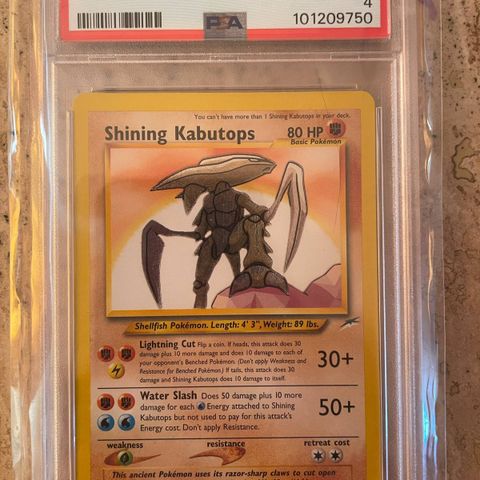 4
PSA
101209750
You can't have more than 1 Shining Kabutops in your deck.
Shining Kabutops 80 HP
Basic Pokémon
Shellfish Pokémon. Length: 4' 3", Weight: 89 lbs.
Lightning Cut Flip a coin. If heads, this attack does 30
damage plus 10 more damage and does 10 damage to each of
your opponent's Benched Pokémon. (Don't apply Weakness and
Resistance for Benched Pokémon.) If tails, this attack does 30
damage and Shining Kabutops does 10 damage to itself.
30+
Water Slash Does 50 damage plus 10 more
damage for each Energy attached to Shining
Kabutops but not used to pay for this attack's
Energy cost. Don't apply Resistance.
50+
weakness resistance retreat cost
This ancient Pokémon uses its razor-sharp claws to cut open